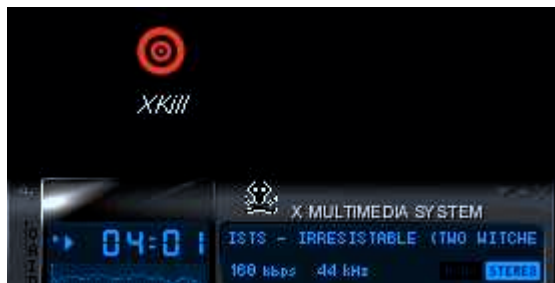 XKill
X MULTIMEDIA SYSTEM
04:01
ISTS - IRRESISTABLE (TWO WITCHE
160 kbps 44 kHz
STEREO